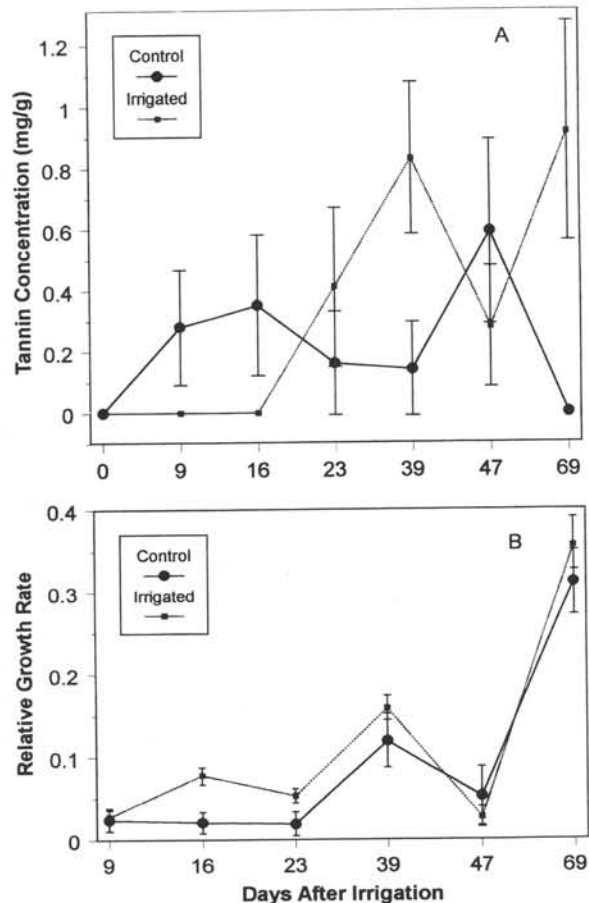 A
Control
Irrigated
Tannin Concentration (mg/g)
1.2
1
0.8
0.6
0.4
0.2
0
0 9 16 23 39 47 69
B
Control
Irrigated
Relative Growth Rate
0.4
0.3
0.2
0.1
0
9 16 23 39 47 69
Days After Irrigation